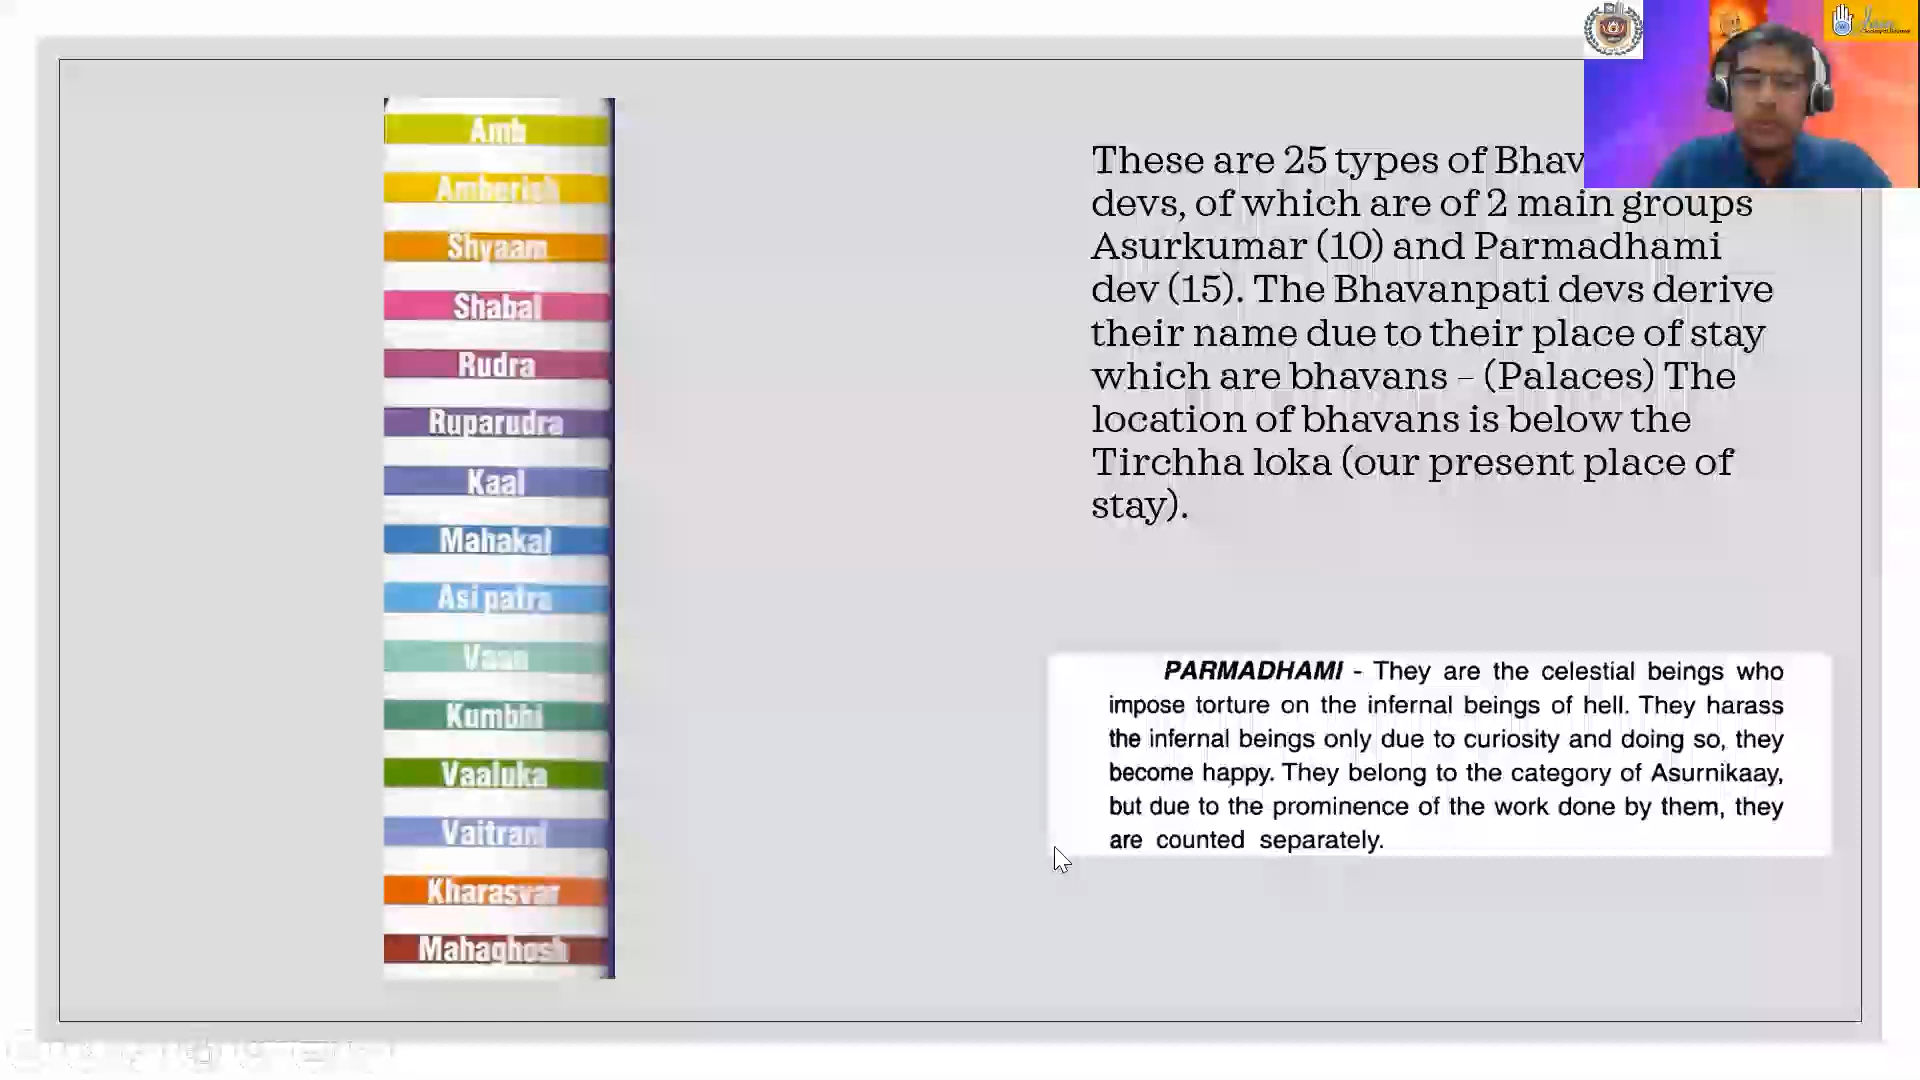 Amb
Amberish
Shyaam
Shabal
Rudra
Ruparudra
Kaal
Mahakal
Asi patra
Vaan
Kumbhi
Vaaluka
Vaitrani
Kharasvar
Mahaghosh
These are 25 types of Bhav
devs, of which are of 2 main groups
Asurkumar (10) and Parmadhami
dev (15). The Bhavanpati devs derive
their name due to their place of stay
which are bhavans – (Palaces) The
location of bhavans is below the
Tirchha loka (our present place of
stay).
PARMADHAMI - They are the celestial beings who
impose torture on the infernal beings of hell. They harass
the infernal beings only due to curiosity and doing so, they
become happy. They belong to the category of Asurnikaay,
but due to the prominence of the work done by them, they
are counted separately.